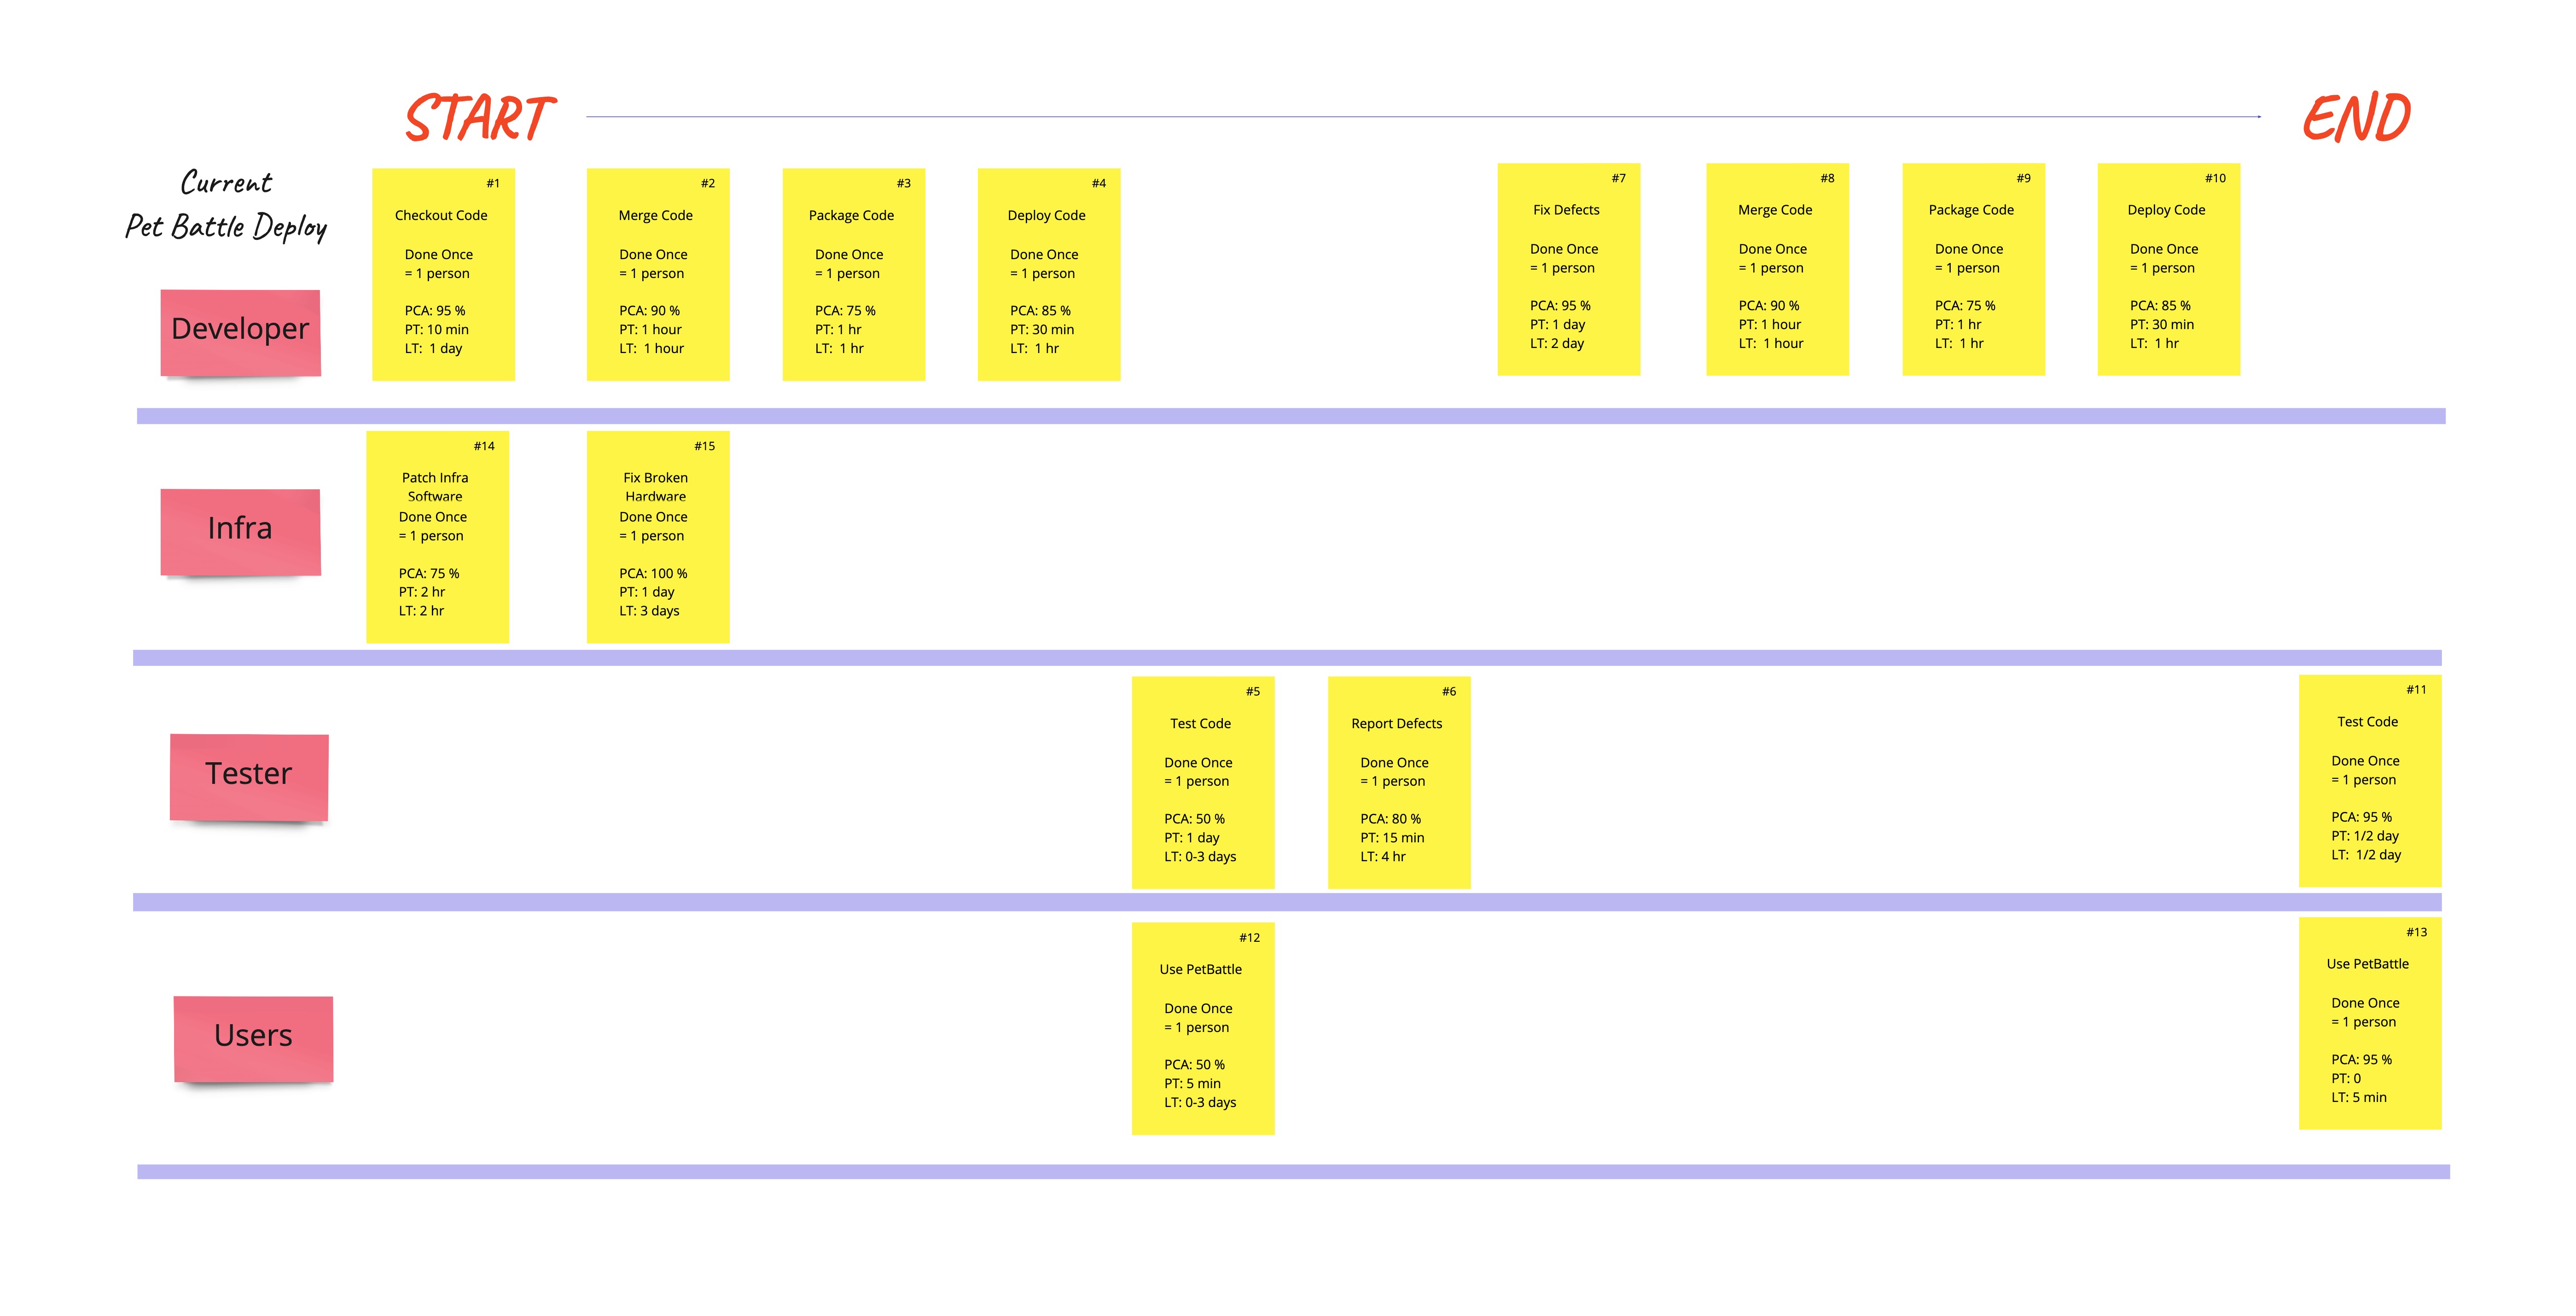 START
END
Current
Pet Battle Deploy
Developer
#1
Checkout Code
Done Once
= 1 person
PCA: 95 %
PT: 10 min
LT:  1 day
#2
Merge Code
Done Once
= 1 person
PCA: 90 %
PT: 1 hour
LT:  1 hour
#3
Package Code
Done Once
= 1 person
PCA: 75 %
PT: 1 hr
LT:  1 hr
#4
Deploy Code
Done Once
= 1 person
PCA: 85 %
PT: 30 min
LT:  1 hr
#7
Fix Defects
Done Once
= 1 person
PCA: 95 %
PT: 1 day
LT: 2 day
#8
Merge Code
Done Once
= 1 person
PCA: 90 %
PT: 1 hour
LT:  1 hour
#9
Package Code
Done Once
= 1 person
PCA: 75 %
PT: 1 hr
LT:  1 hr
#10
Deploy Code
Done Once
= 1 person
PCA: 85 %
PT: 30 min
LT:  1 hr
Infra
#14
Patch Infra
Software
Done Once
= 1 person
PCA: 75 %
PT: 2 hr
LT: 2 hr
#15
Fix Broken
Hardware
Done Once
= 1 person
PCA: 100 %
PT: 1 day
LT: 3 days
Tester
#5
Test Code
Done Once
= 1 person
PCA: 50 %
PT: 1 day
LT: 0-3 days
#6
Report Defects
Done Once
= 1 person
PCA: 80 %
PT: 15 min
LT: 4 hr
#11
Test Code
Done Once
= 1 person
PCA: 95 %
PT: 1/2 day
LT:  1/2 day
Users
#12
Use PetBattle
Done Once
= 1 person
PCA: 50 %
PT: 5 min
LT: 0-3 days
#13
Use PetBattle
Done Once
= 1 person
PCA: 95 %
PT: 0
LT: 5 min